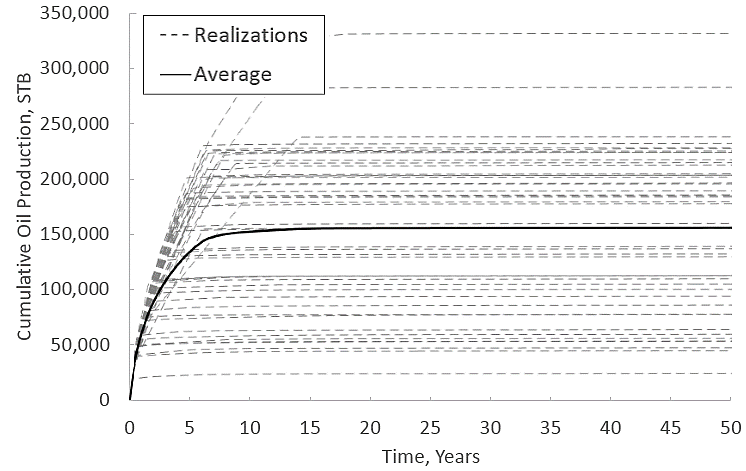 350,000
300,000
250,000
200,000
150,000
100,000
50,000
0
Cumulative Oil Production, STB
Realizations
Average
0 5 10 15 20 25 30 35 40 45 50
Time, Years